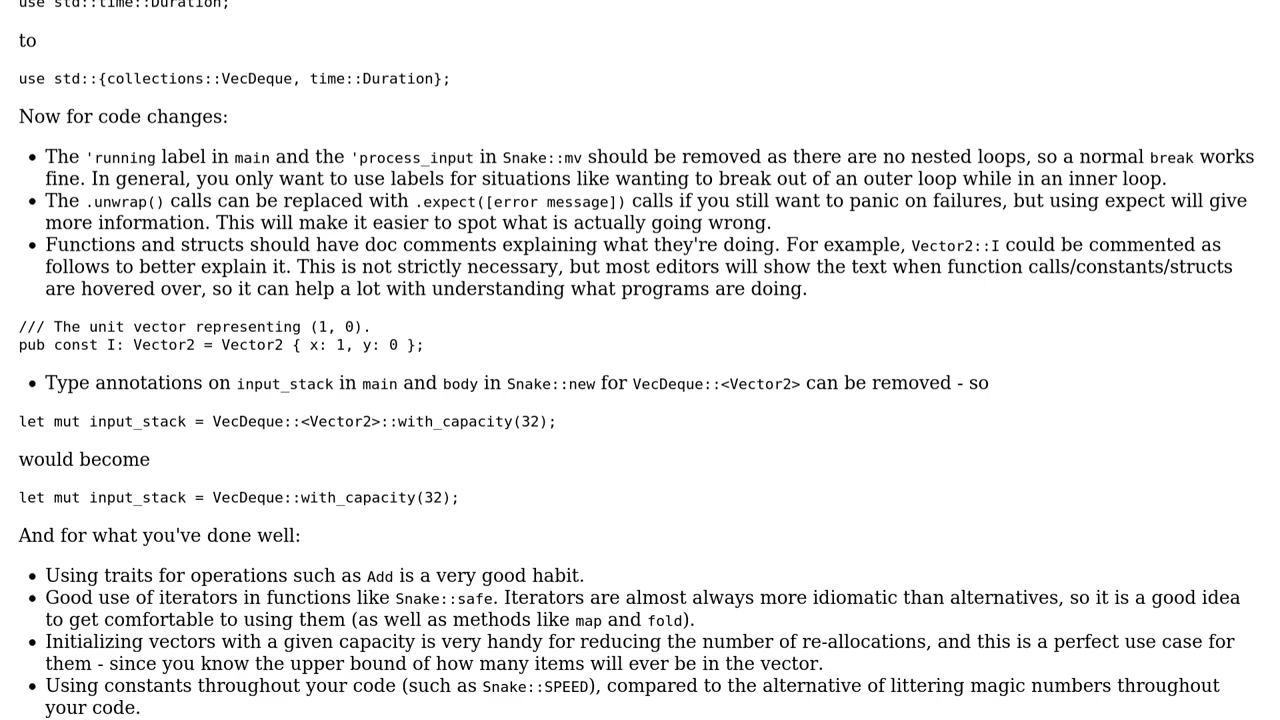 use std::time::Duration;
to
use std::{collections::VecDeque, time::Duration};
Now for code changes:
• The 'running label in main and the 'process_input in Snake::mv should be removed as there are no nested loops, so a normal break works
fine. In general, you only want to use labels for situations like wanting to break out of an outer loop while in an inner loop.
• The .unwrap() calls can be replaced with .expect([error message]) calls if you still want to panic on failures, but using expect will give
more information. This will make it easier to spot what is actually going wrong.
• Functions and structs should have doc comments explaining what they're doing. For example, Vector2::I could be commented as
follows to better explain it. This is not strictly necessary, but most editors will show the text when function calls/constants/structs
are hovered over, so it can help a lot with understanding what programs are doing.
/// The unit vector representing (1, 0).
pub const I: Vector2 = Vector2 { x: 1, y: 0 };
• Type annotations on input_stack in main and body in Snake::new for VecDeque::<Vector2> can be removed - so
let mut input_stack = VecDeque::<Vector2>::with_capacity(32);
would become
let mut input_stack = VecDeque::with_capacity(32);
And for what you've done well:
• Using traits for operations such as Add is a very good habit.
• Good use of iterators in functions like Snake::safe. Iterators are almost always more idiomatic than alternatives, so it is a good idea
to get comfortable to using them (as well as methods like map and fold).
• Initializing vectors with a given capacity is very handy for reducing the number of re-allocations, and this is a perfect use case for
them - since you know the upper bound of how many items will ever be in the vector.
• Using constants throughout your code (such as Snake::SPEED), compared to the alternative of littering magic numbers throughout
your code.